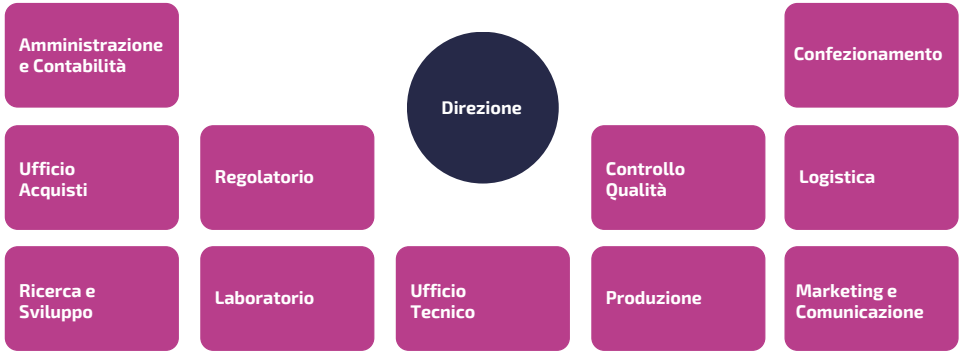 Amministrazione
e Contabilità
Direzione
Confezionamento
Ufficio
Acquisti
Regolatorio
Controllo
Qualità
Logistica
Ricerca e
Sviluppo
Laboratorio
Ufficio
Tecnico
Produzione
Marketing e
Comunicazione